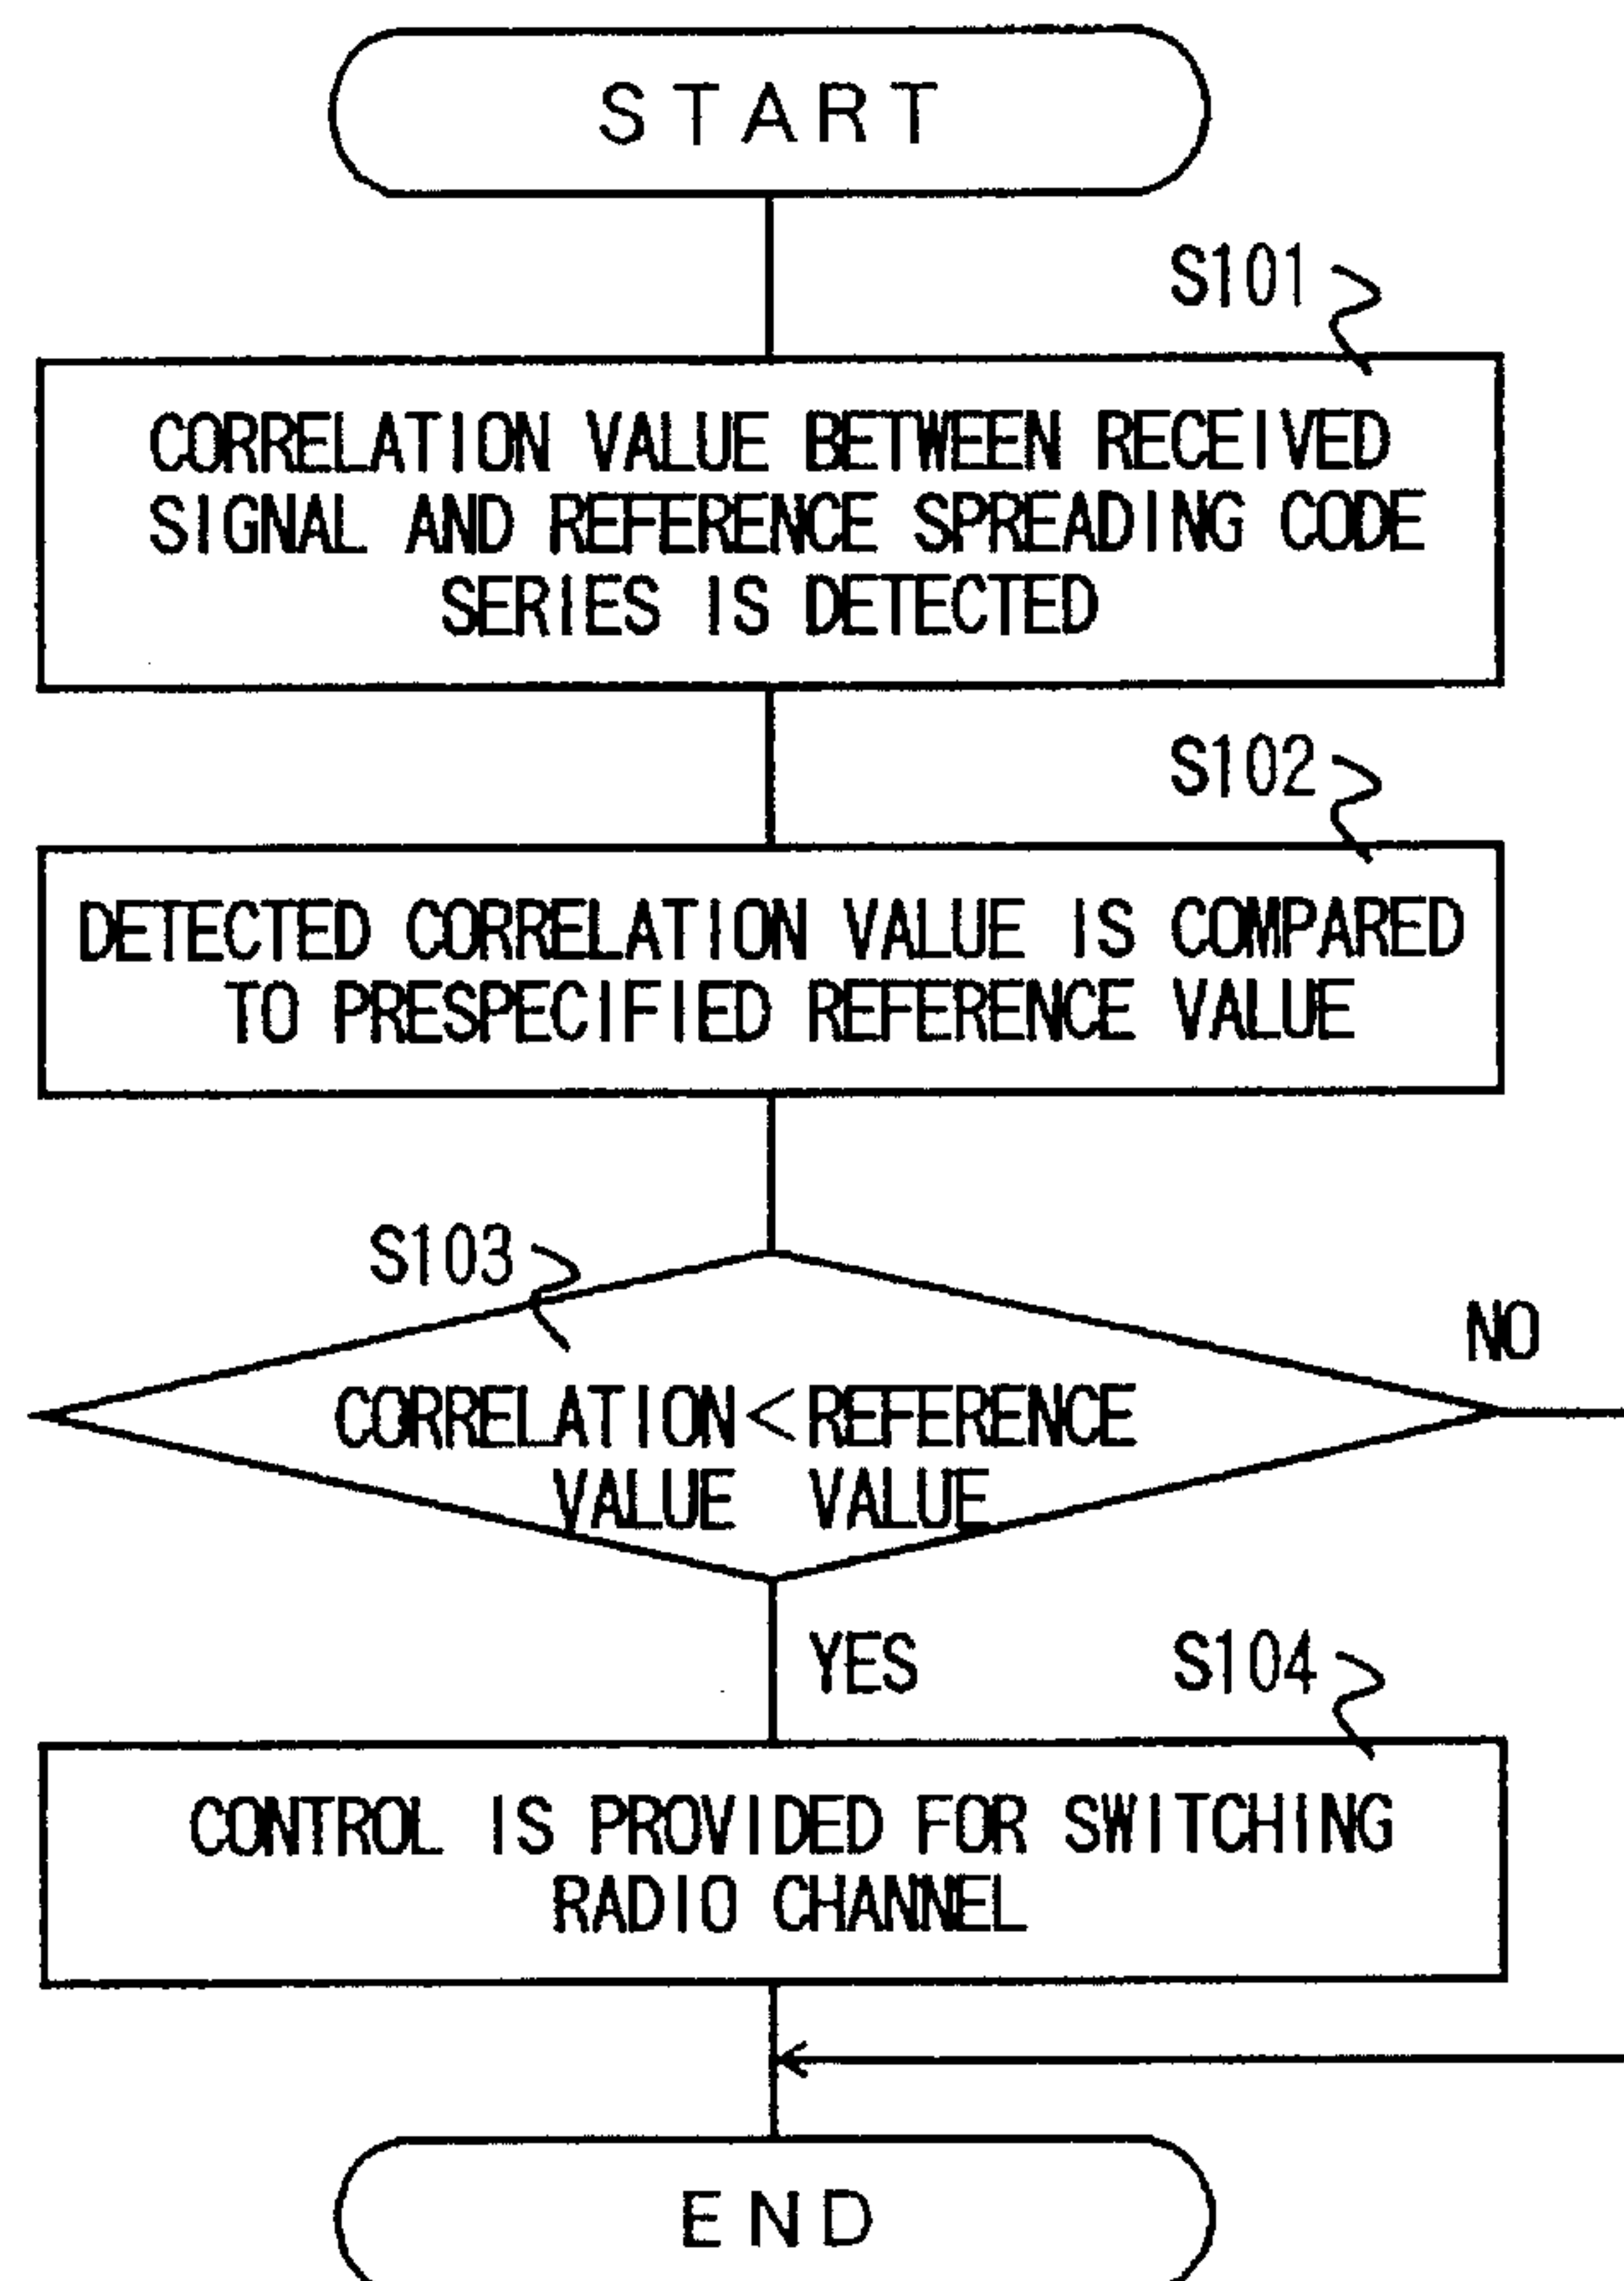 START
S101
CORRELATION VALUE BETWEEN RECEIVED
SIGNAL AND REFERENCE SPREADING CODE
SERIES IS DETECTED
S102
DETECTED CORRELATION VALUE IS COMPARED
TO PRESPECIFIED REFERENCE VALUE
S103
NO
CORRELATION < REFERENCE
VALUE VALUE
YES
S104
CONTROL IS PROVIDED FOR SWITCHING
RADIO CHANNEL
END